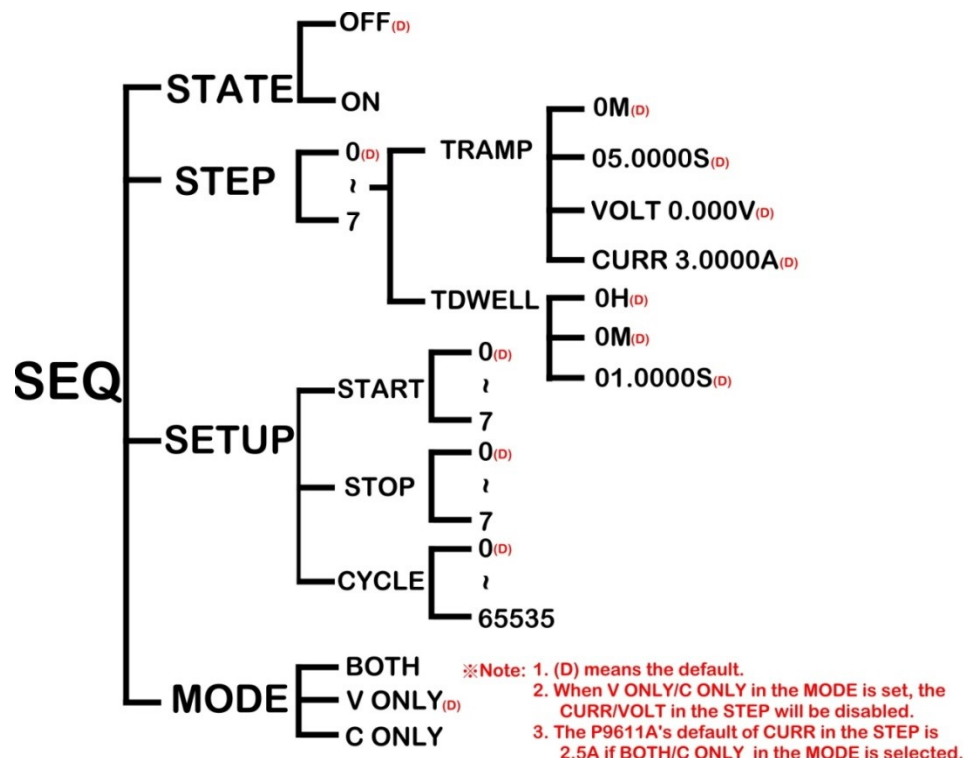 SEQ
STATE
OFF(D)
ON
STEP
0(D)
~
7
TRAMP
0M(D)
05.0000S(D)
VOLT 0.000V(D)
CURR 3.0000A(D)
TDWELL
0H(D)
0M(D)
01.0000S(D)
SETUP
START
0(D)
~
7
STOP
0(D)
~
7
CYCLE
0(D)
~
65535
MODE
BOTH
V ONLY(D)
C ONLY
※Note: 1. (D) means the default.
2. When V ONLY/C ONLY in the MODE is set, the
CURR/VOLT in the STEP will be disabled.
3. The P9611A's default of CURR in the STEP is
2.5A if BOTH/C ONLY in the MODE is selected.